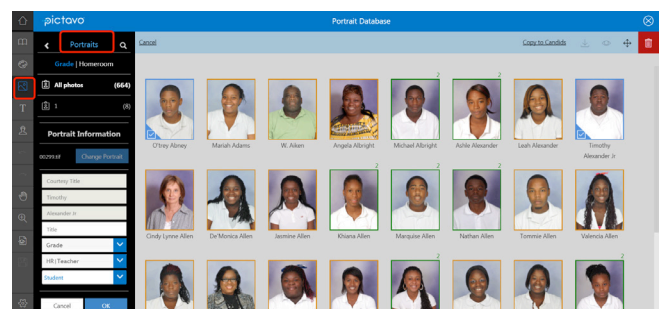 pictavo
Portrait Database
Portraits
Cancel
Copy to Candids
Grade | Homeroom
All photos (664)
1 (8)
2
2
2
O'trey Abney
Mariah Adams
W. Aiken
Angela Albright
Michael Albright
Ashle Alexander
Leah Alexander
Timothy
Alexander Jr
Portrait Information
00293.tif
Change Portrait
Courtesy Title
Timothy
Alexander Jr
Title
Grade
HR|Teacher
Student
Cancel
OK
2
2
2
Cindy Lynne Allen
De'Monica Allen
Jasmine Allen
Khiana Allen
Marquise Allen
Nathan Allen
Tommie Allen
Valencia Allen
2
2